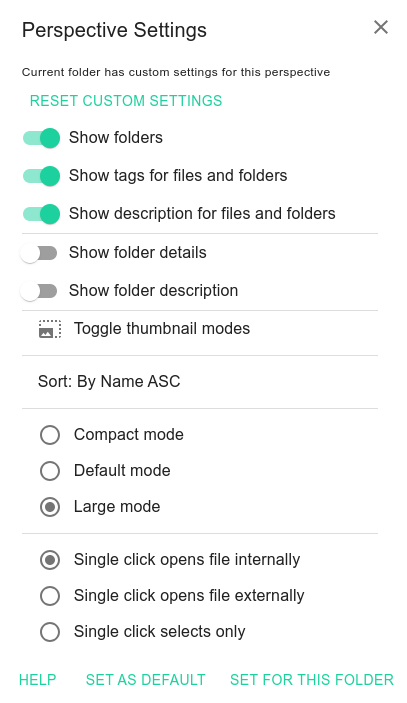 Perspective Settings
Current folder has custom settings for this perspective
RESET CUSTOM SETTINGS
Show folders
Show tags for files and folders
Show description for files and folders
Show folder details
Show folder description
Toggle thumbnail modes
Sort: By Name ASC
Compact mode
Default mode
Large mode
Single click opens file internally
Single click opens file externally
Single click selects only
HELP SET AS DEFAULT SET FOR THIS FOLDER